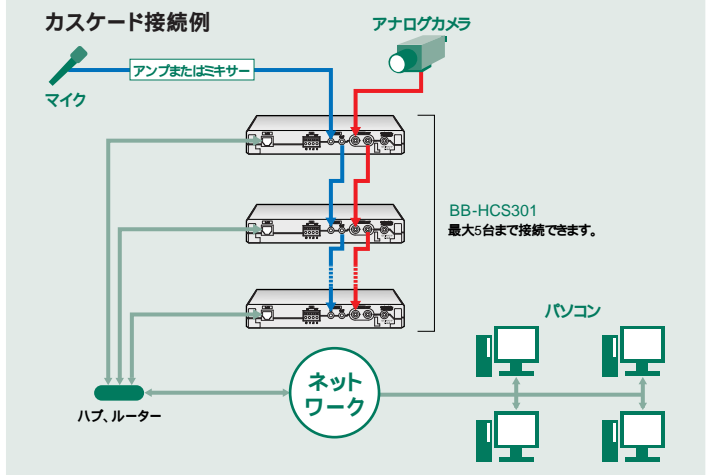 カスケード接続例
アナログカメラ
アンプまたはミキサー
マイク
BB-HCS301
最大5台まで接続できます。
パソコン
ネット
ワーク
ハブ、ルーター